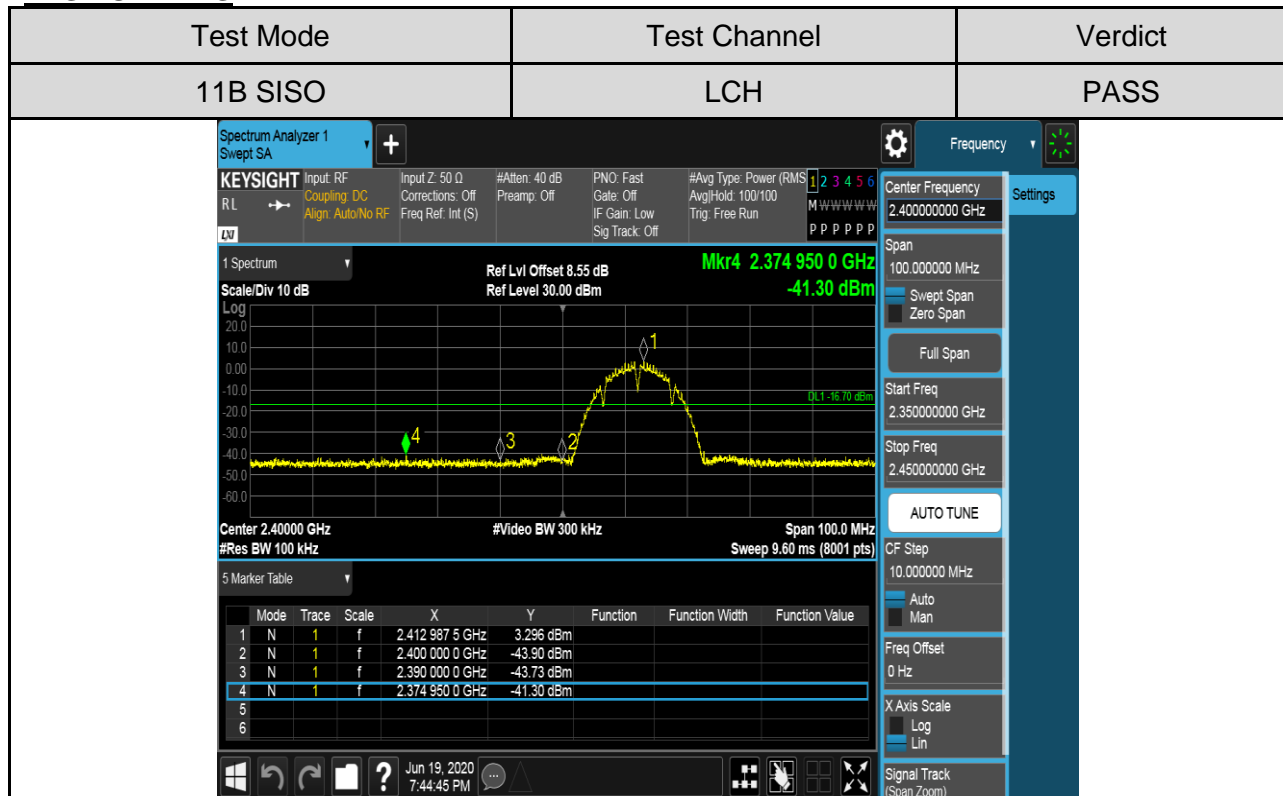 Test Mode Test Channel Verdict
11B SISO LCH PASS
Spectrum Analyzer 1
Swept SA
+
Frequency
KEYSIGHT Input: RF Input Z: 50 Ω #Atten: 40 dB PNO: Fast #Avg Type: Power (RMS 1 2 3 4 5 6
RL Coupling: DC Corrections: Off Preamp: Off Gate: Off Avg|Hold: 100/100 M W W W W W
Align: Auto/No RF Freq Ref: Int (S) IF Gain: Low Trig: Free Run
LXI Sig Track: Off P P P P P P
1 Spectrum
Ref Lvl Offset 8.55 dB Mkr4 2.374 950 0 GHz
Scale/Div 10 dB Ref Level 30.00 dBm -41.30 dBm
Log
20.0
10.0
0.00
-10.0
-20.0
-30.0
-40.0
-50.0
-60.0
1
DL1 -16.70 dBm
4 3 2
Center 2.40000 GHz #Video BW 300 kHz Span 100.0 MHz
#Res BW 100 kHz Sweep 9.60 ms (8001 pts)
5 Marker Table
Mode Trace Scale X Y Function Function Width Function Value
1 N 1 f 2.412 987 5 GHz 3.296 dBm
2 N 1 f 2.400 000 0 GHz -43.90 dBm
3 N 1 f 2.390 000 0 GHz -43.73 dBm
4 N 1 f 2.374 950 0 GHz -41.30 dBm
5
6
?
Jun 19, 2020
7:44:45 PM
Center Frequency
2.40000000 GHz
Settings
Span
100.000000 MHz
Swept Span
Zero Span
Full Span
Start Freq
2.350000000 GHz
Stop Freq
2.450000000 GHz
AUTO TUNE
CF Step
10.000000 MHz
Auto
Man
Freq Offset
0 Hz
X Axis Scale
Log
Lin
Signal Track
(Span Zoom)